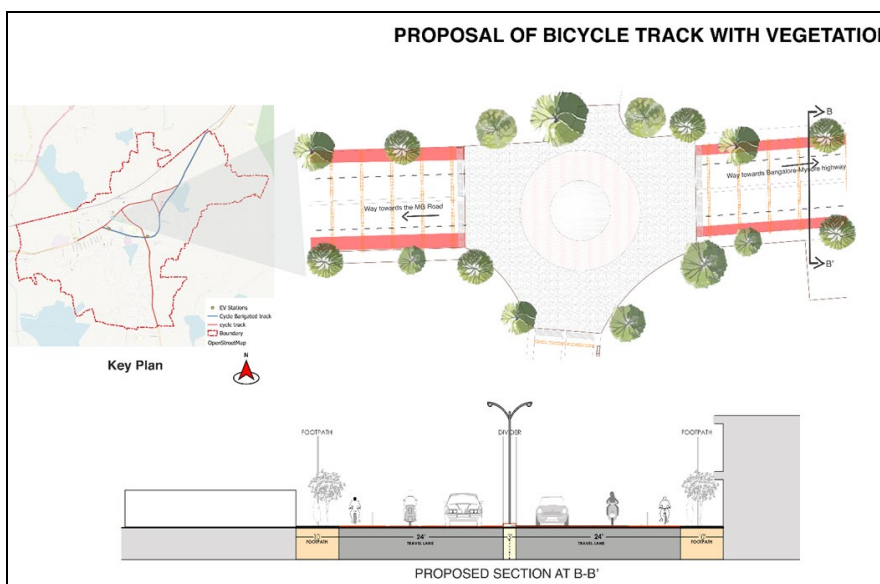 PROPOSAL OF BICYCLE TRACK WITH VEGETATION
B
Way towards Bangalore-Mysore highway
Way towards the MG Road
B'
EV Stations
Cycle Barigated track
cycle track
Boundary
OpenStreetMap
Key Plan
N
FOOTPATH
DIVIDER
FOOTPATH
24'
24'
FOOTPATH
TRAVEL LANE
TRAVEL LANE
FOOTPATH
PROPOSED SECTION AT B-B'